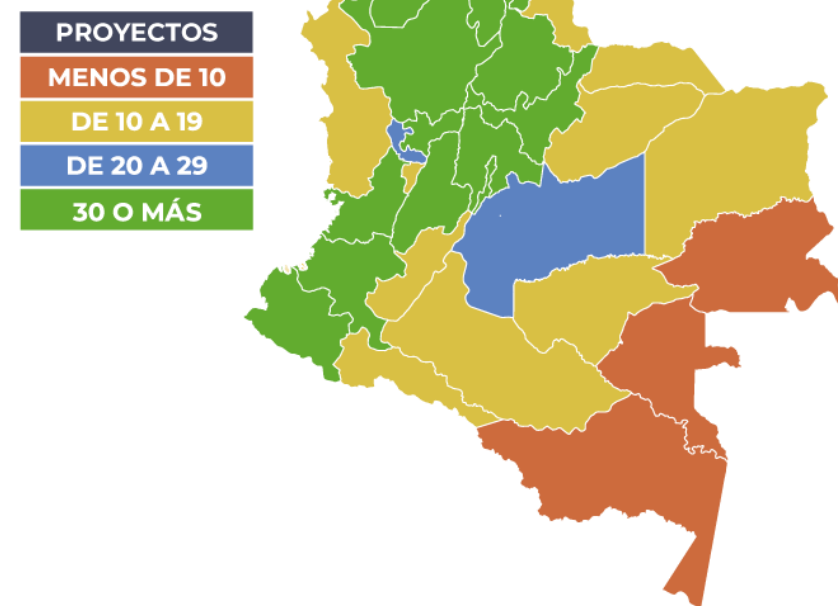 PROYECTOS
MENOS DE 10
DE 10 A 19
DE 20 A 29
30 O MÁS